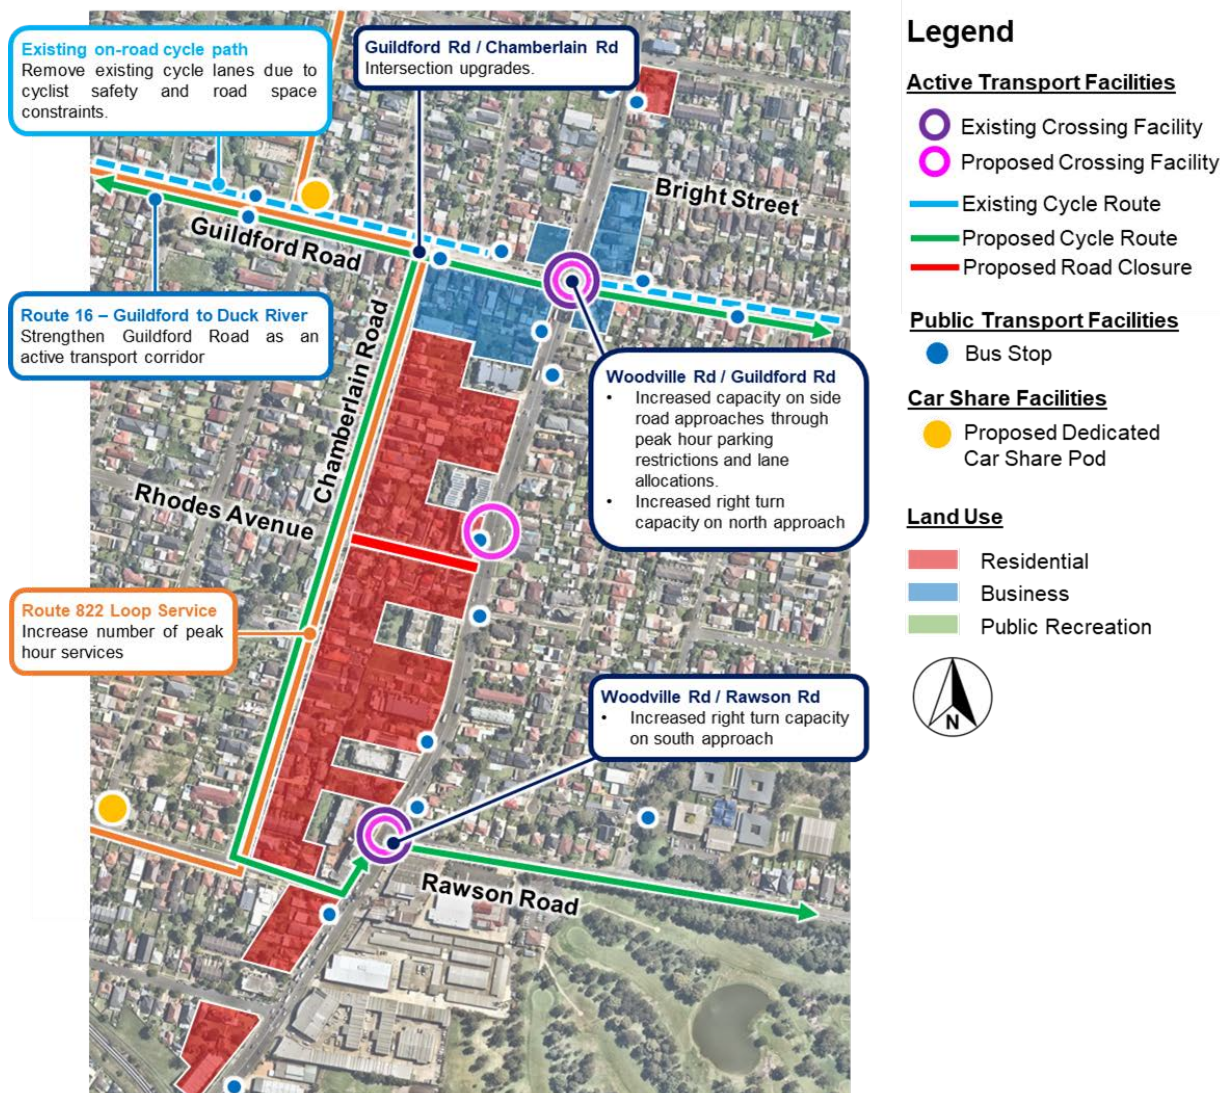 Existing on-road cycle path
Remove existing cycle lanes due to
cyclist safety and road space
constraints.
Guildford Rd / Chamberlain Rd
Intersection upgrades.
Bright Street
Guildford Road
Route 16 – Guildford to Duck River
Strengthen Guildford Road as an
active transport corridor
Chamberlain Road
Woodville Rd / Guildford Rd
• Increased capacity on side
road approaches through
peak hour parking
restrictions and lane
allocations.
• Increased right turn
capacity on north approach
Rhodes Avenue
Route 822 Loop Service
Increase number of peak
hour services
Woodville Rd / Rawson Rd
• Increased right turn capacity
on south approach
Rawson Road
Legend
Active Transport Facilities
Existing Crossing Facility
Proposed Crossing Facility
Existing Cycle Route
Proposed Cycle Route
Proposed Road Closure
Public Transport Facilities
Bus Stop
Car Share Facilities
Proposed Dedicated
Car Share Pod
Land Use
Residential
Business
Public Recreation
N